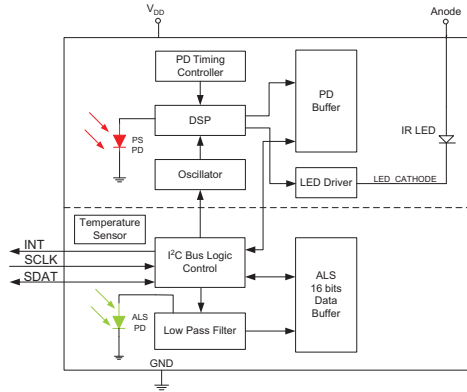 V_DD
Anode
PD Timing
Controller
PD
Buffer
DSP
PS
PD
IR LED
Oscillator
LED Driver
LED_CATHODE
Temperature
Sensor
INT
SCLK
SDAT
I²C Bus Logic
Control
ALS
16 bits
Data
Buffer
ALS
PD
Low Pass Filter
GND